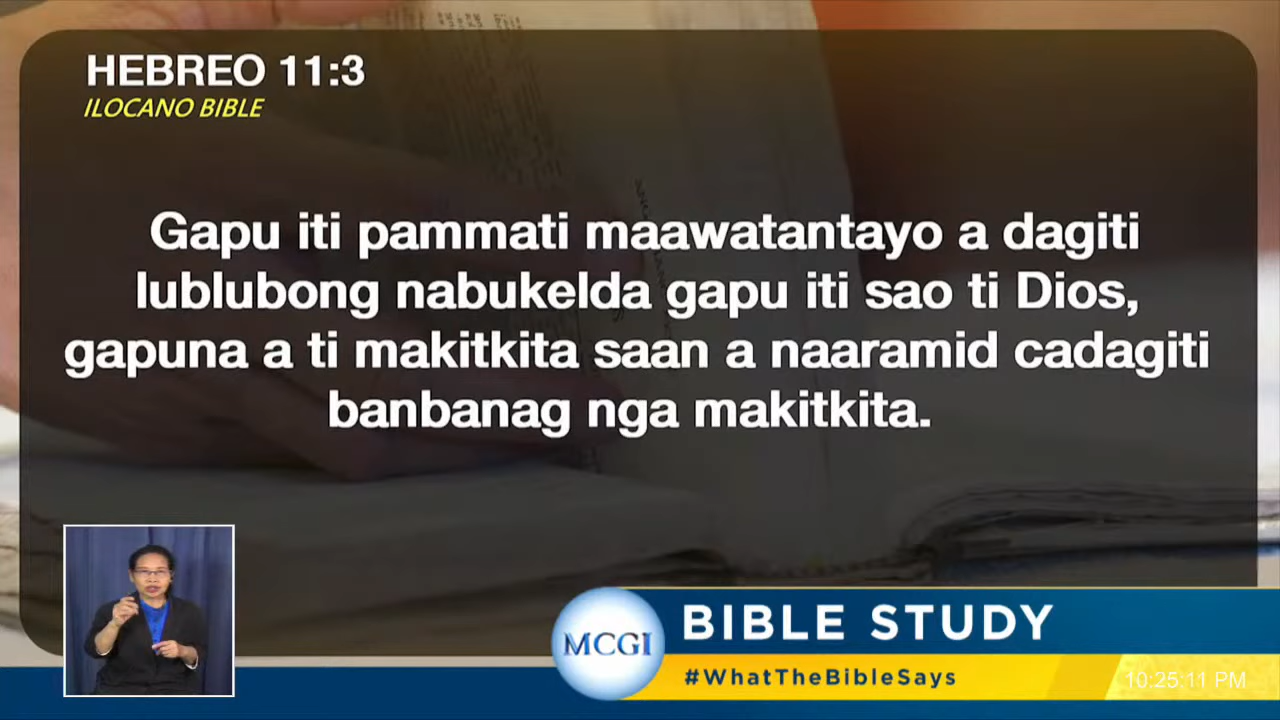 HEBREO 11:3
ILOCANO BIBLE
Gapu iti pammati maawatantayo a dagiti
lublubong nabukelda gapu iti sao ti Dios,
gapuna a ti makitkita saan a naaramid cadagiti
banbanag nga makitkita.
MCGI
BIBLE STUDY
#WhatTheBibleSays
10:25:11 PM